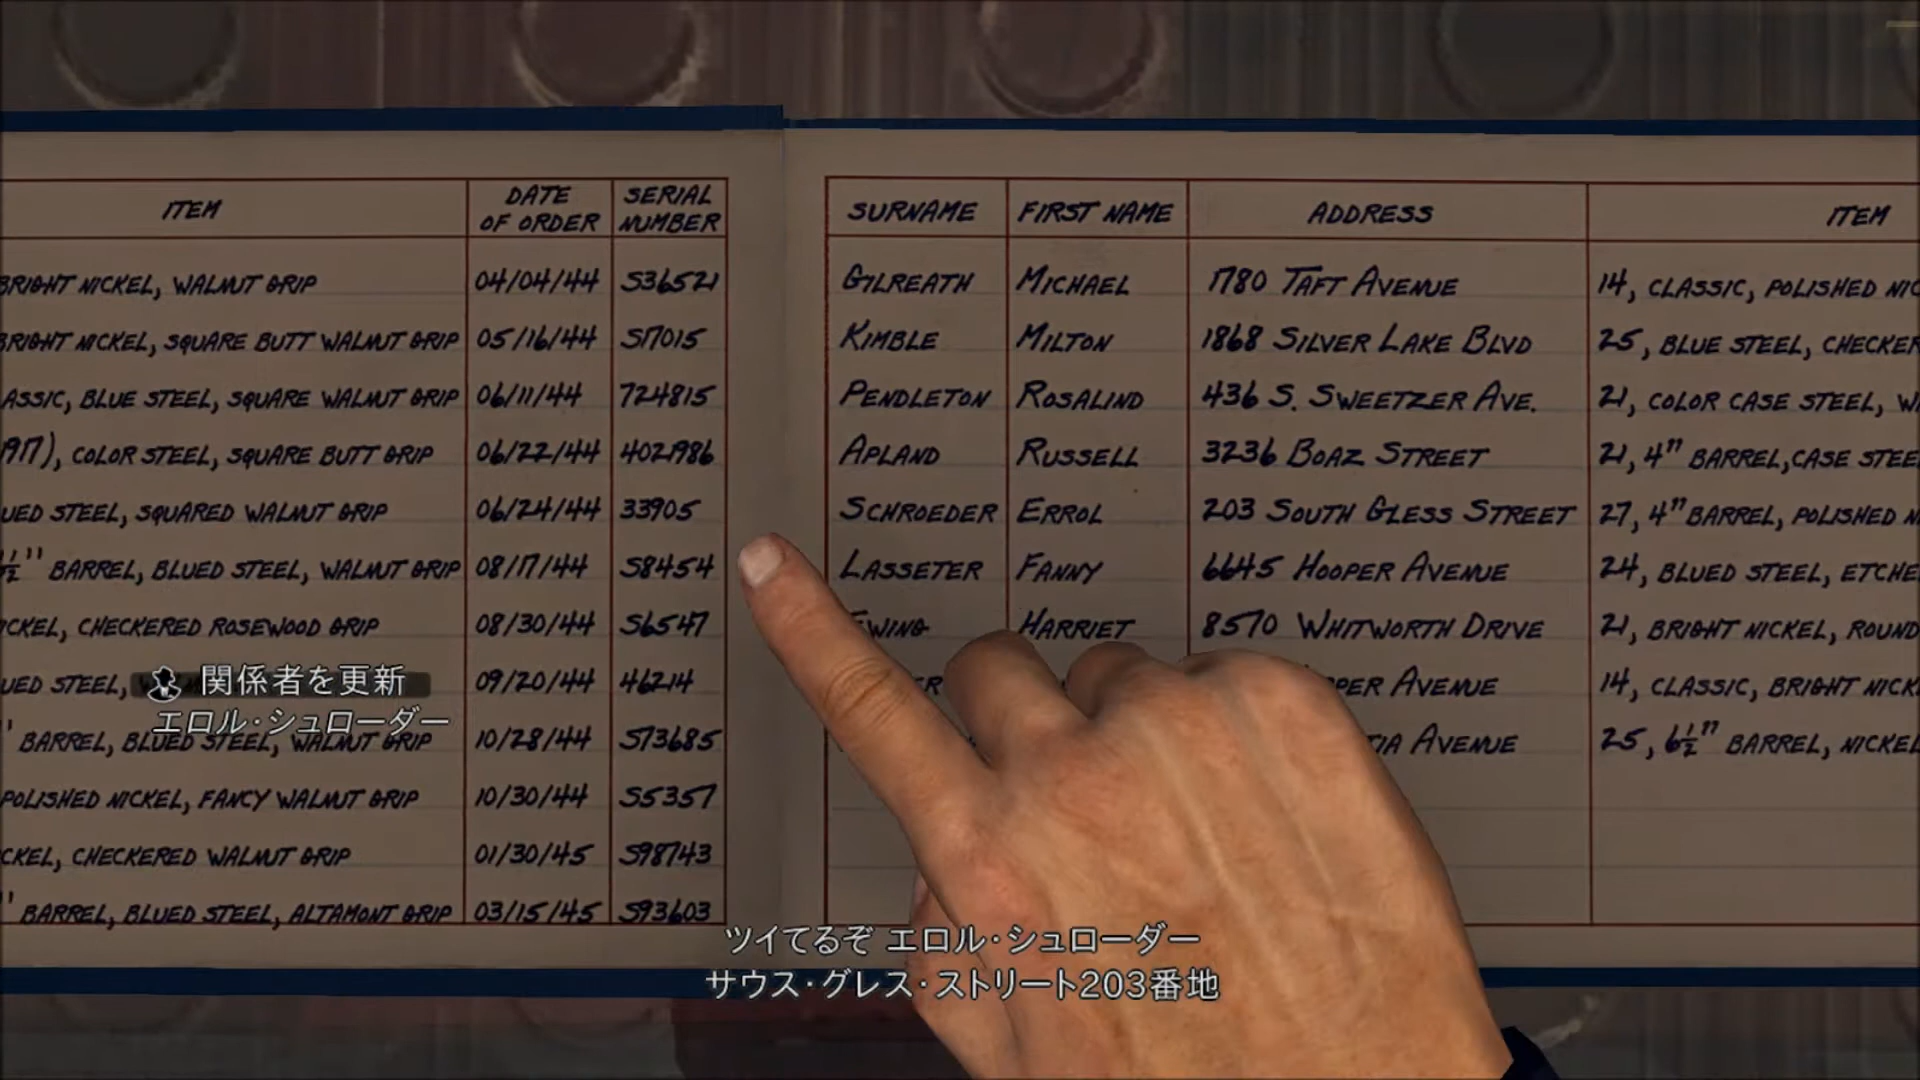 ITEM DATE OF ORDER SERIAL NUMBER
BRIGHT NICKEL, WALNUT GRIP 04/04/44 S36521
BRIGHT NICKEL, SQUARE BUTT WALNUT GRIP 05/16/44 S17015
ASSIC, BLUE STEEL, SQUARE WALNUT GRIP 06/11/44 724815
1917), COLOR STEEL, SQUARE BUTT GRIP 06/22/44 402986
UED STEEL, SQUARED WALNUT GRIP 06/24/44 33905
1/2" BARREL, BLUED STEEL, WALNUT GRIP 08/17/44 S8454
ICKEL, CHECKERED ROSEWOOD GRIP 08/30/44 S6547
UED STEEL, 09/20/44 46214
" BARREL, BLUED STEEL, WALNUT GRIP 10/28/44 S73685
POLISHED NICKEL, FANCY WALNUT GRIP 10/30/44 S5357
CKEL, CHECKERED WALNUT GRIP 01/30/45 S98743
" BARREL, BLUED STEEL, ALTAMONT GRIP 03/15/45 S93603
SURNAME FIRST NAME ADDRESS ITEM
GILREATH MICHAEL 1780 TAFT AVENUE 14, CLASSIC, POLISHED NIC
KIMBLE MILTON 1868 SILVER LAKE BLVD 25, BLUE STEEL, CHECKER
PENDLETON ROSALIND 436 S. SWEETZER AVE. 21, COLOR CASE STEEL, W
APLAND RUSSELL 3236 BOAZ STREET 21, 4" BARREL, CASE STEE
SCHROEDER ERROL 203 SOUTH GLESS STREET 27, 4" BARREL, POLISHED N
LASSETER FANNY 6645 HOOPER AVENUE 24, BLUED STEEL, ETCHE
EWING HARRIET 8570 WHITWORTH DRIVE 21, BRIGHT NICKEL, ROUND
ER PER AVENUE 14, CLASSIC, BRIGHT NICK
IA AVENUE 25, 6 1/2" BARREL, NICKEL
関係者を更新
エロル・シュローダー
ツイてるぞ エロル・シュローダー
サウス・グレス・ストリート203番地